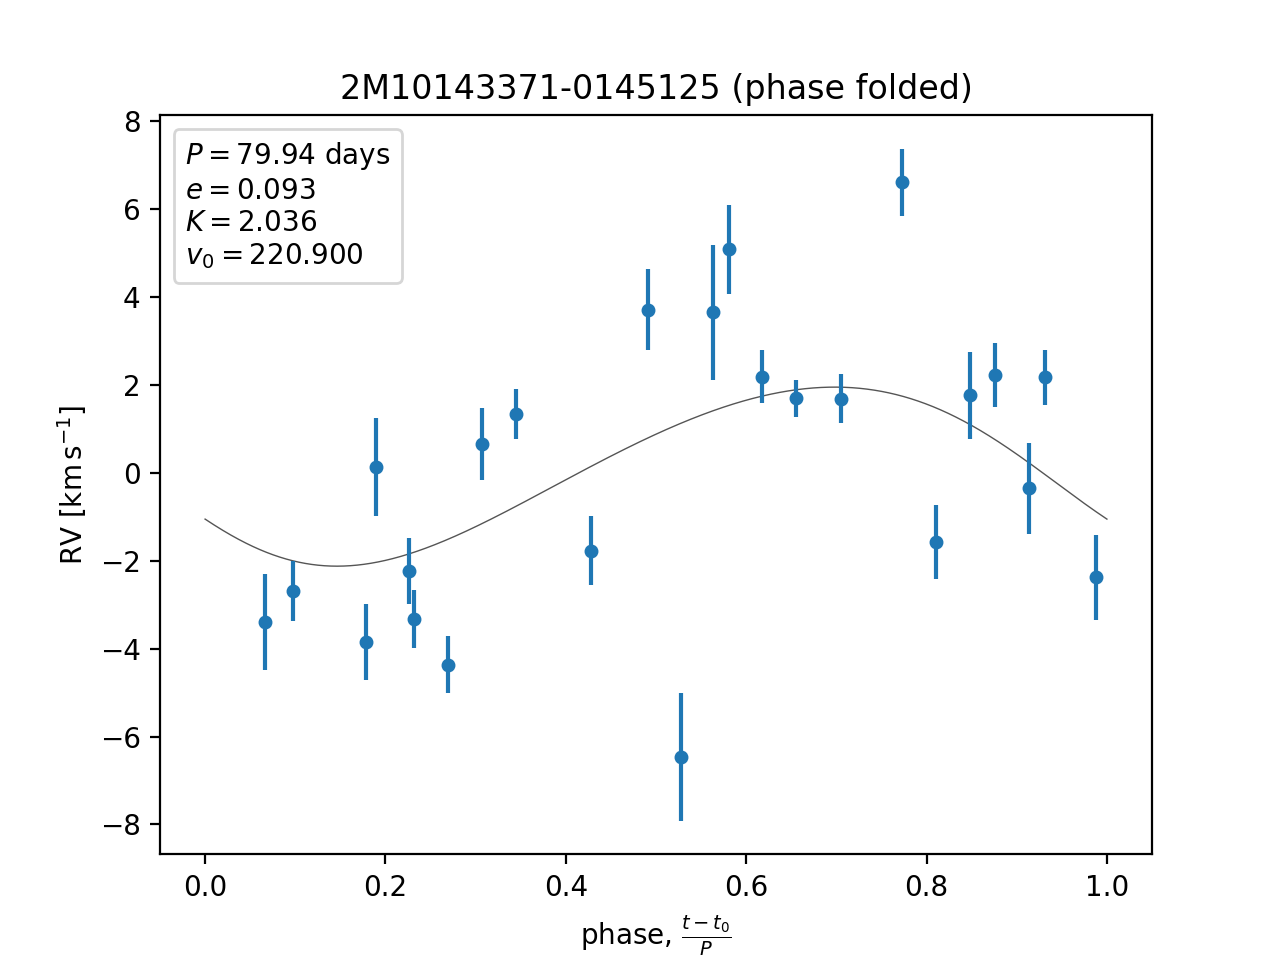 2M10143371-0145125 (phase folded)
P = 79.94 days
e = 0.093
K = 2.036
v₀ = 220.900
8
6
4
2
0
−2
−4
−6
−8
RV [km s⁻¹]
0.0 0.2 0.4 0.6 0.8 1.0
phase, (t − t₀)/P